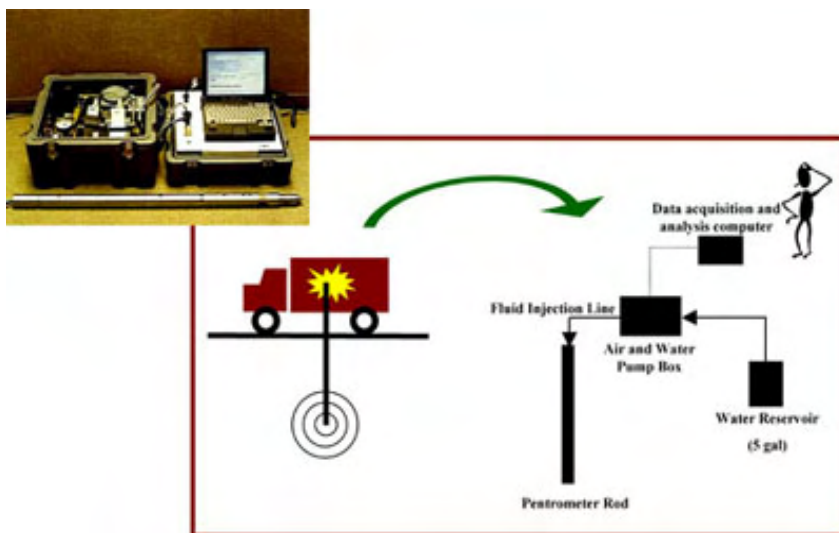 Data acquisition and
analysis computer
Fluid Injection Line
Air and Water
Pump Box
Water Reservoir
(5 gal)
Pentrometer Rod